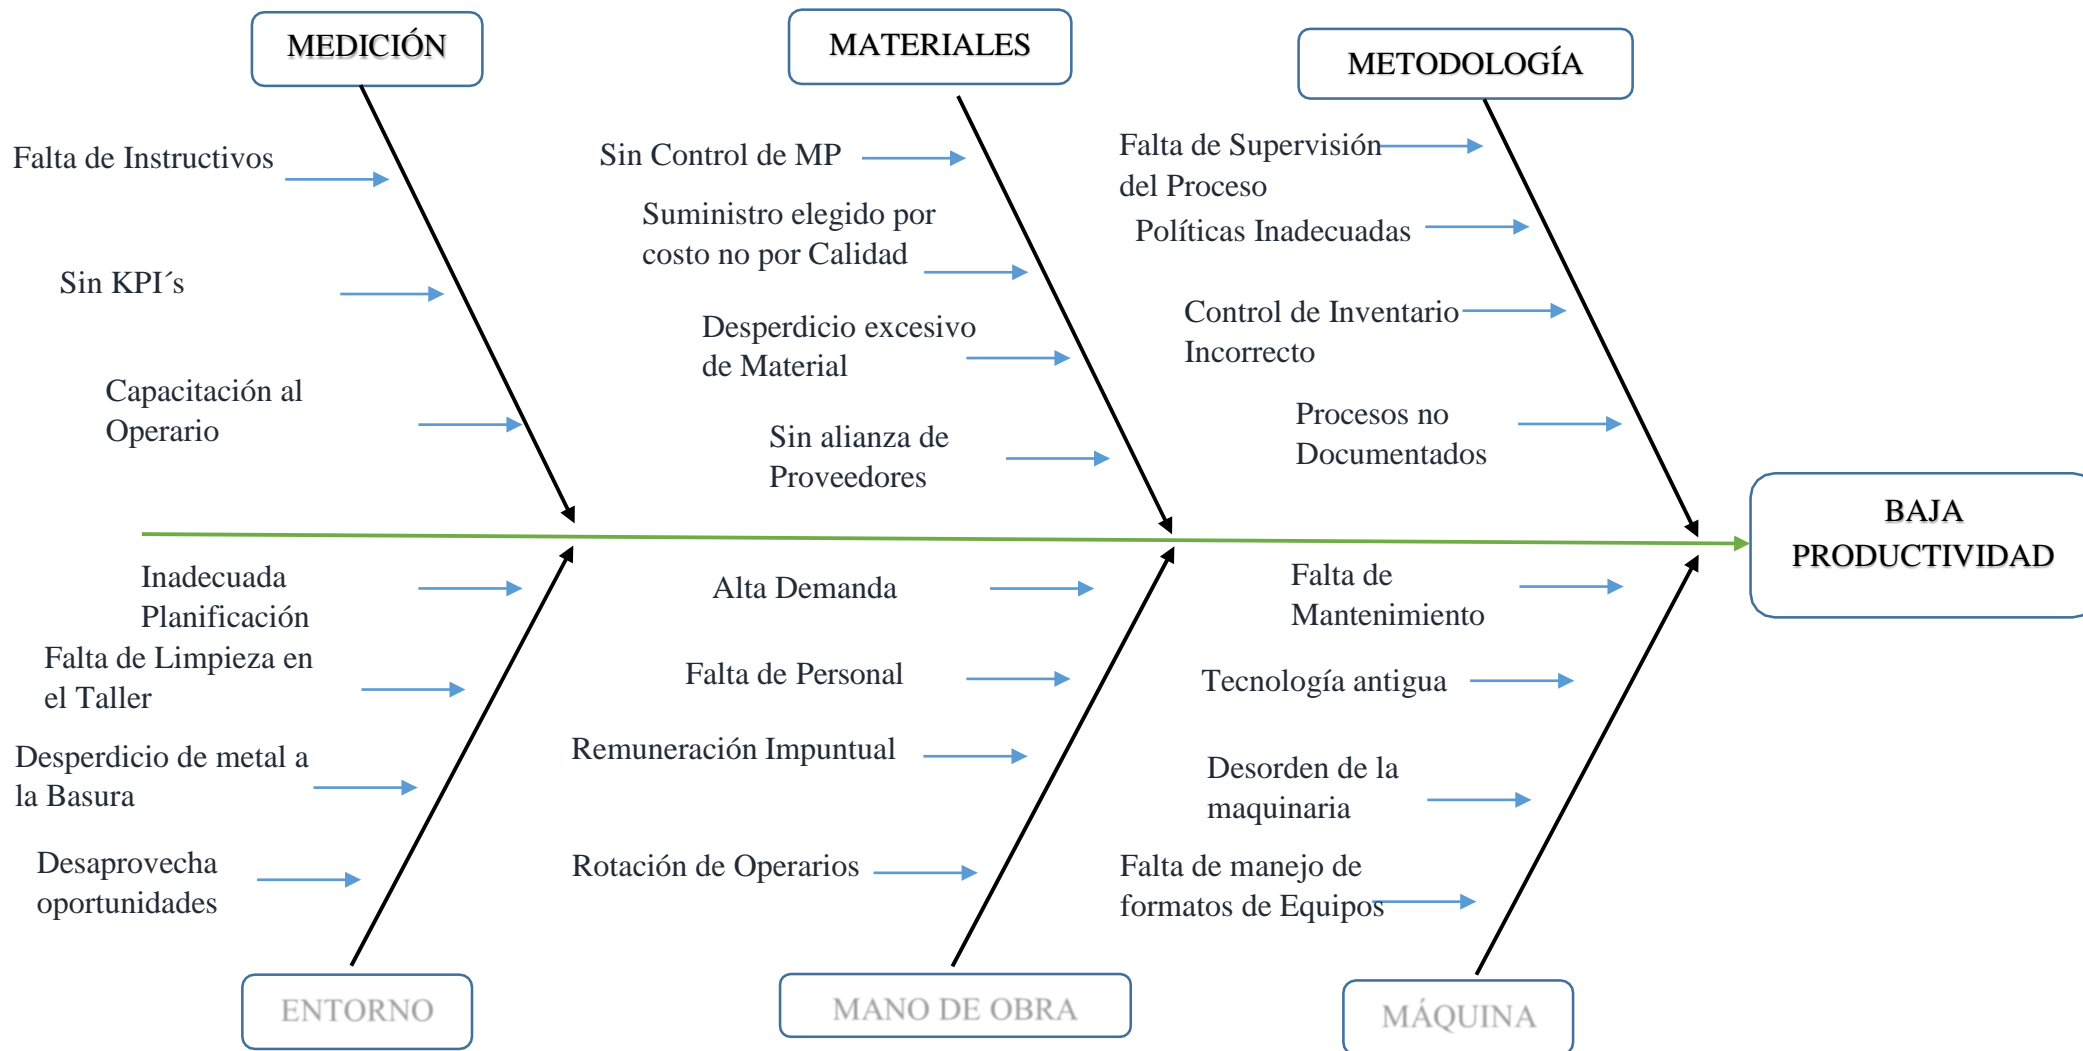 MEDICIÓN
MATERIALES
METODOLOGÍA
Falta de Instructivos
Sin KPI´s
Capacitación al
Operario
Sin Control de MP
Suministro elegido por
costo no por Calidad
Desperdicio excesivo
de Material
Sin alianza de
Proveedores
Falta de Supervisión
del Proceso
Políticas Inadecuadas
Control de Inventario
Incorrecto
Procesos no
Documentados
BAJA
PRODUCTIVIDAD
Inadecuada
Planificación
Falta de Limpieza en
el Taller
Desperdicio de metal a
la Basura
Desaprovecha
oportunidades
Alta Demanda
Falta de Personal
Remuneración Impuntual
Rotación de Operarios
Falta de
Mantenimiento
Tecnología antigua
Desorden de la
maquinaria
Falta de manejo de
formatos de Equipos
ENTORNO
MANO DE OBRA
MÁQUINA